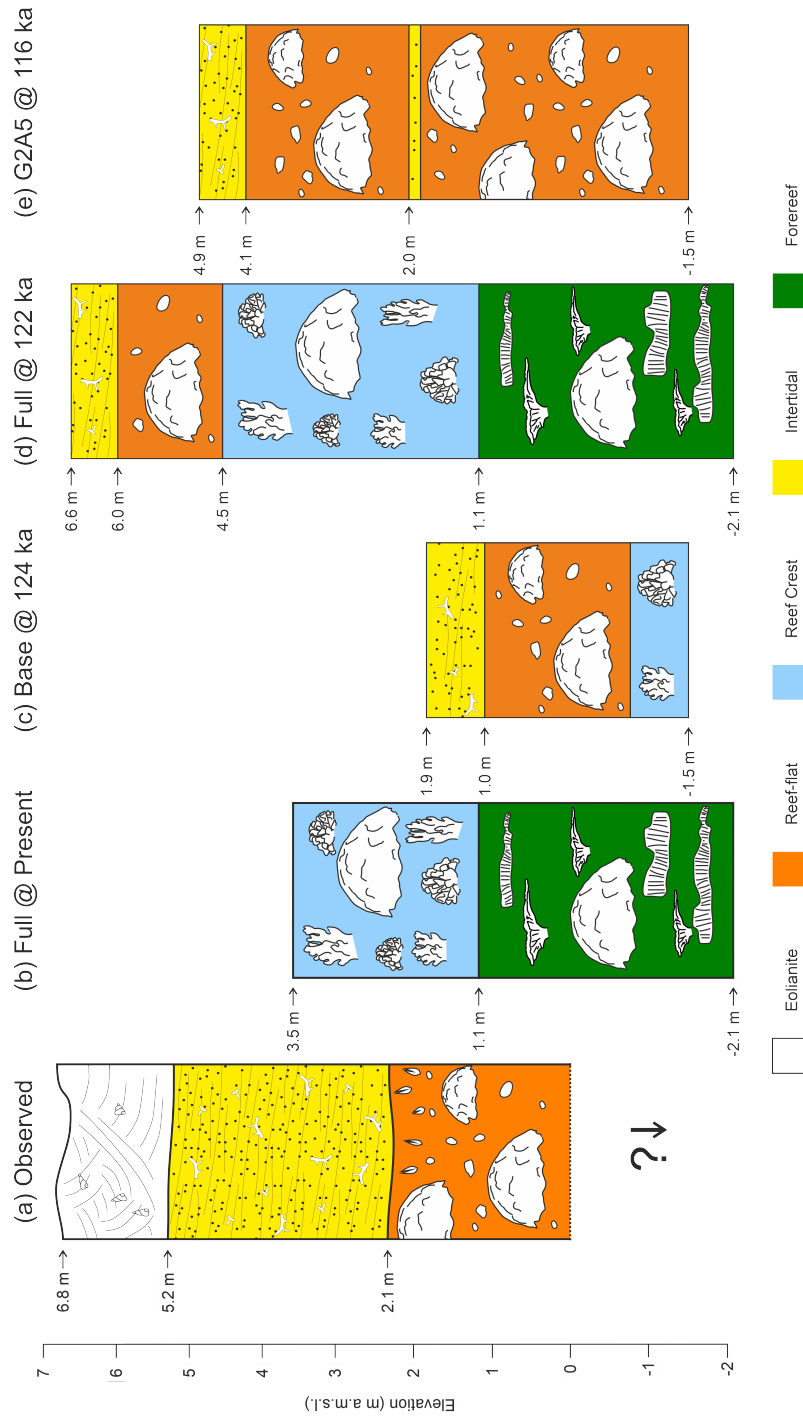 (a) Observed
(b) Full @ Present
(c) Base @ 124 ka
(d) Full @ 122 ka
(e) G2A5 @ 116 ka
Elevation (m a.m.s.l.)
7
6
5
4
3
2
1
0
-1
-2
6.8 m
5.2 m
2.1 m
?
3.5 m
1.1 m
-2.1 m
1.9 m
1.0 m
-1.5 m
6.6 m
6.0 m
4.5 m
1.1 m
-2.1 m
4.9 m
4.1 m
2.0 m
-1.5 m
Eolianite
Reef-flat
Reef Crest
Intertidal
Forereef